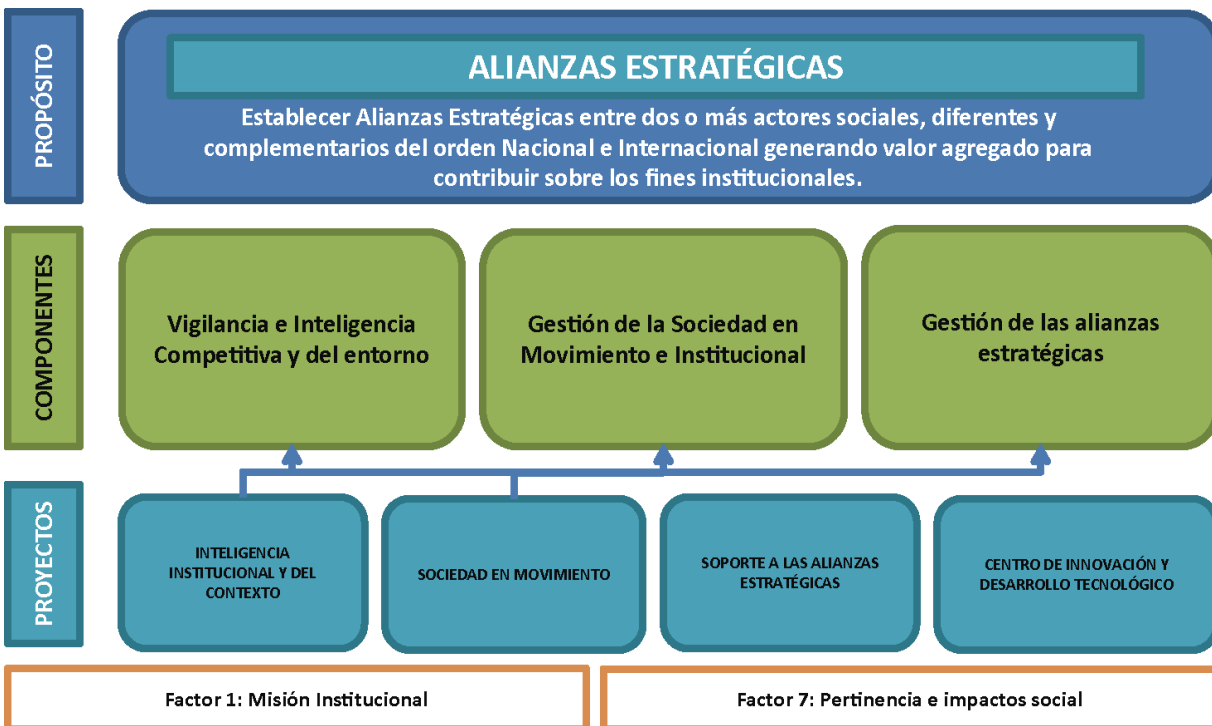 PROPÓSITO
ALIANZAS ESTRATÉGICAS
Establecer Alianzas Estratégicas entre dos o más actores sociales, diferentes y
complementarios del orden Nacional e Internacional generando valor agregado para
contribuir sobre los fines institucionales.
COMPONENTES
Vigilancia e Inteligencia
Competitiva y del entorno
Gestión de la Sociedad en
Movimiento e Institucional
Gestión de las alianzas
estratégicas
PROYECTOS
INTELIGENCIA
INSTITUCIONAL Y DEL
CONTEXTO
SOCIEDAD EN MOVIMIENTO
SOPORTE A LAS ALIANZAS
ESTRATÉGICAS
CENTRO DE INNOVACIÓN Y
DESARROLLO TECNOLÓGICO
Factor 1: Misión Institucional
Factor 7: Pertinencia e impactos social